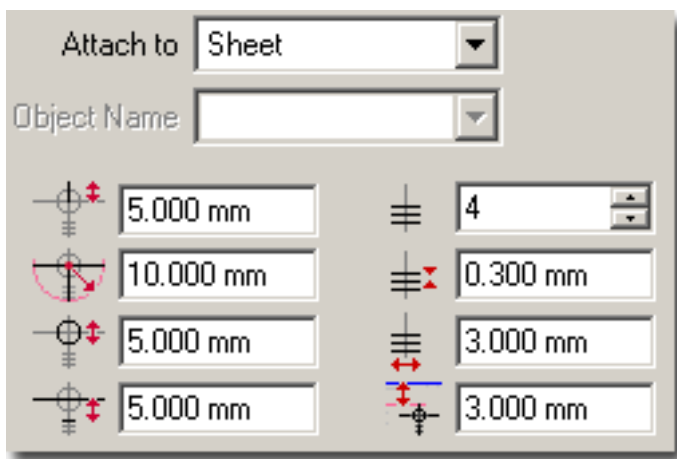 Attach to Sheet
Object Name
5.000 mm 4
10.000 mm 0.300 mm
5.000 mm 3.000 mm
5.000 mm 3.000 mm